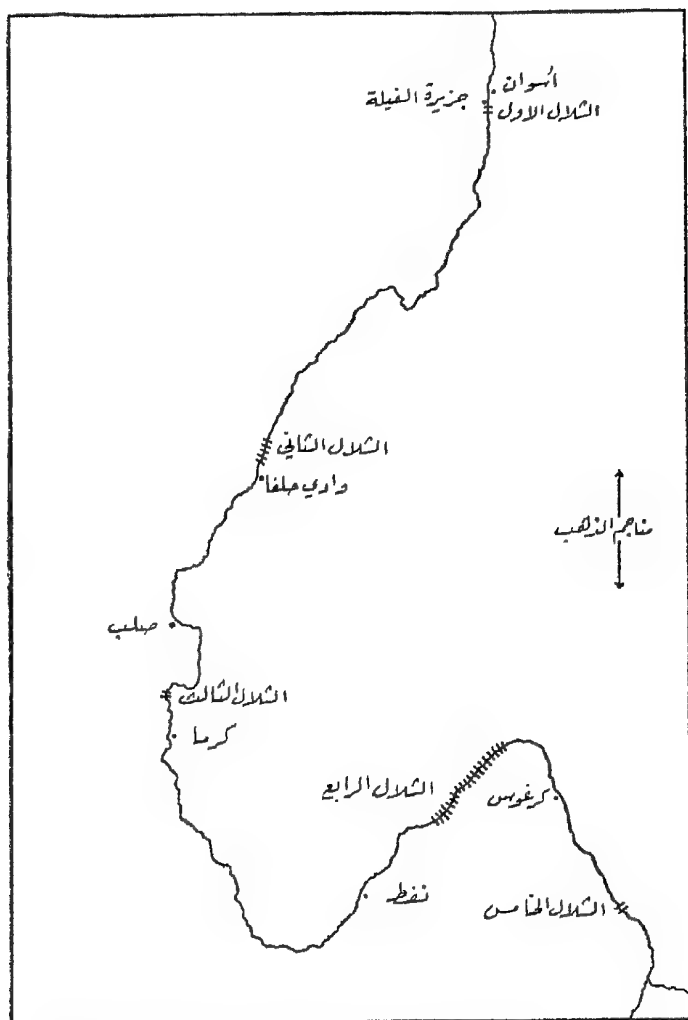 أسوان
جزيرة الفيلة
الشلال الاول
الشلال الثاني
وادي حلفا
مناجم الذهب
صلب
الشلال الثالث
كرما
الشلال الرابع
كرغوس
نفطر
الشلال الخامس